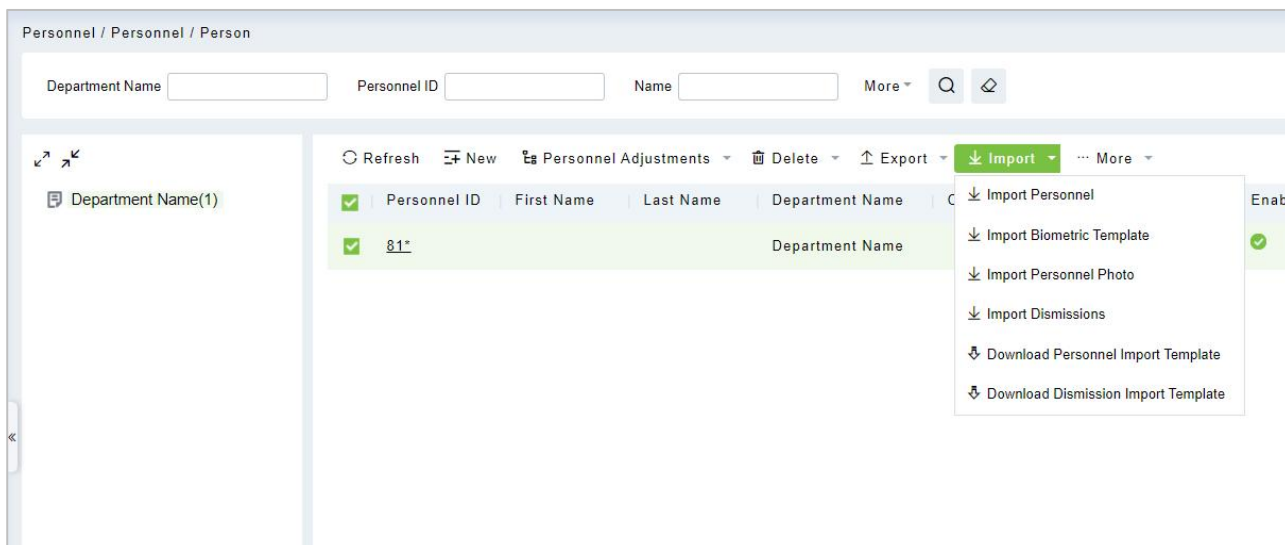 Personnel / Personnel / Person
Department Name Personnel ID Name More
Refresh New Personnel Adjustments Delete Export Import ··· More
Department Name(1)
Personnel ID First Name Last Name Department Name
81* Department Name
Import Personnel
Import Biometric Template
Import Personnel Photo
Import Dismissions
Download Personnel Import Template
Download Dismission Import Template
Enab